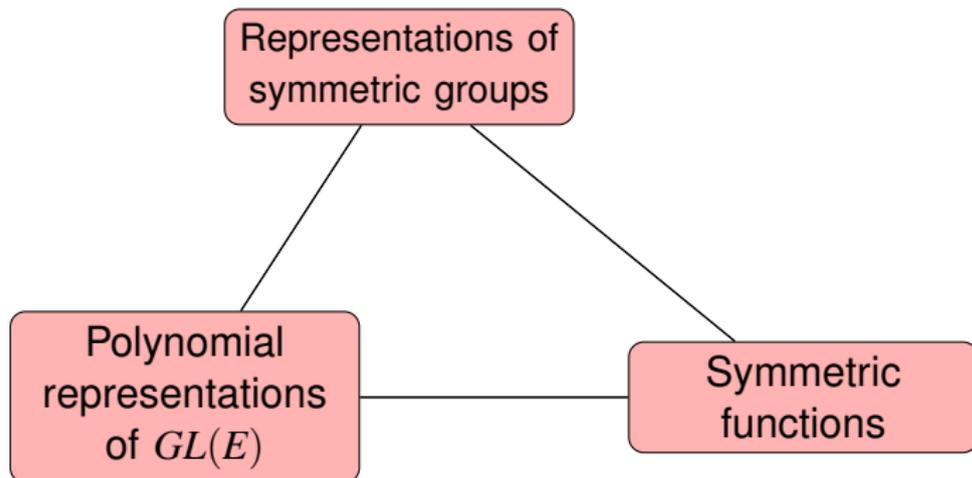 Representations of
symmetric groups
Polynomial
representations
of GL(E)
Symmetric
functions